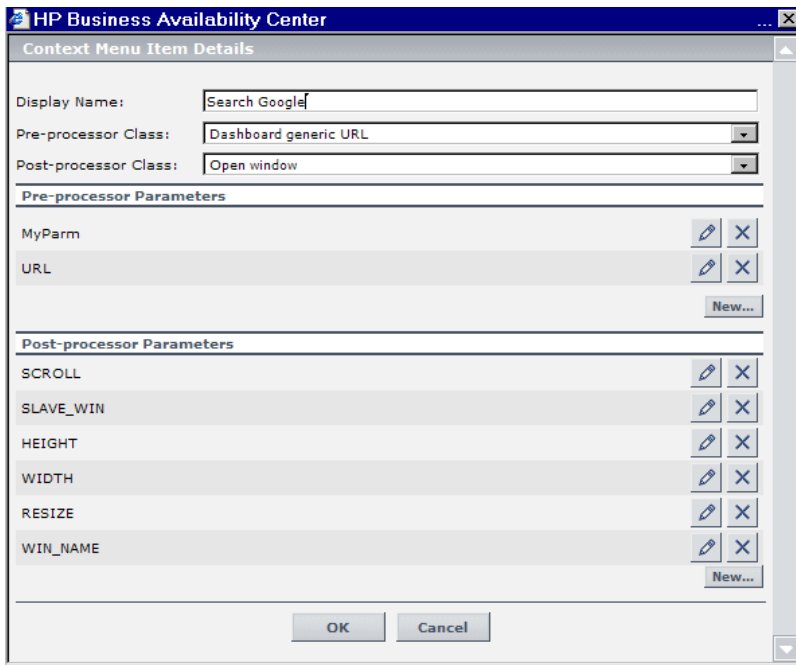 HP Business Availability Center ...
Context Menu Item Details
Display Name: Search Google
Pre-processor Class: Dashboard generic URL
Post-processor Class: Open window
Pre-processor Parameters
MyParm
URL
New...
Post-processor Parameters
SCROLL
SLAVE_WIN
HEIGHT
WIDTH
RESIZE
WIN_NAME
New...
OK Cancel